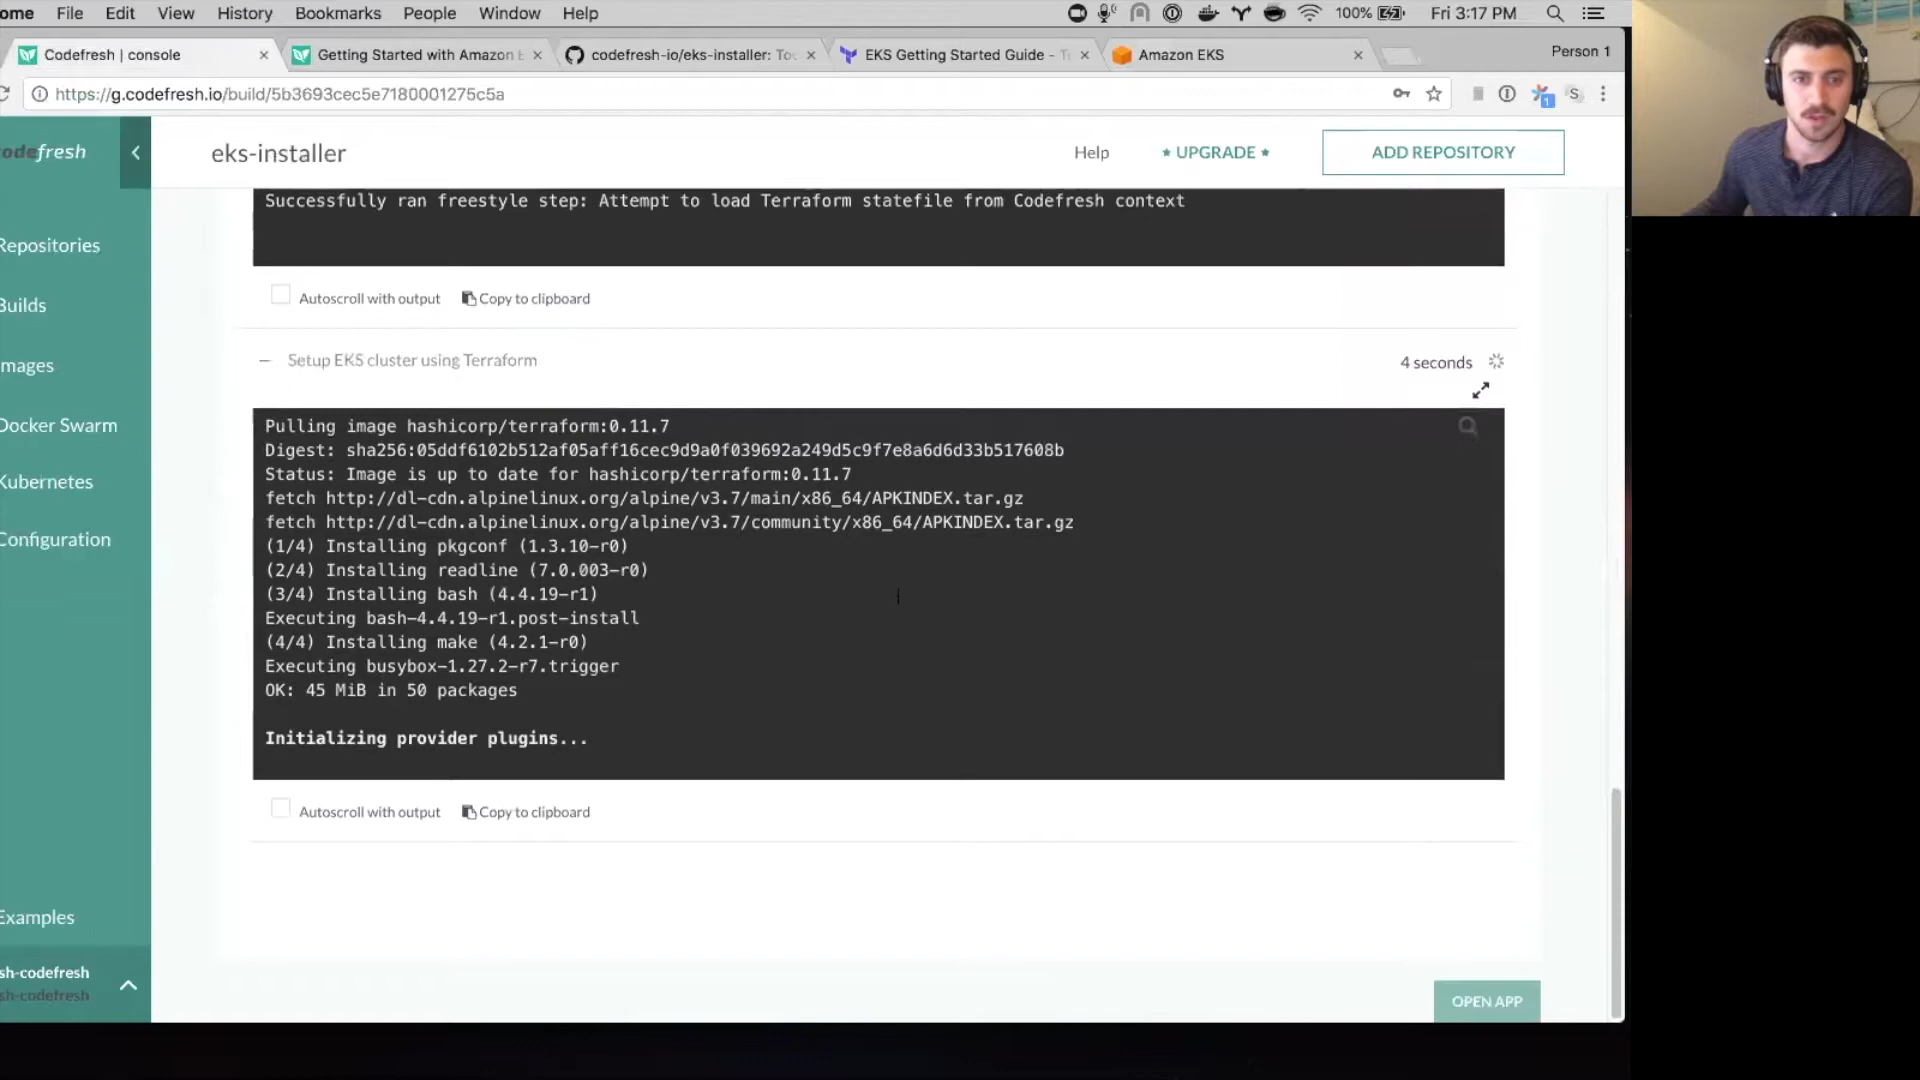 ome File Edit View History Bookmarks People Window Help 100% Fri 3:17 PM
Codefresh | console
Getting Started with Amazon E
codefresh-io/eks-installer: Too
EKS Getting Started Guide - Te
Amazon EKS
Person 1
https://g.codefresh.io/build/5b3693cec5e7180001275c5a
1
S
odefresh
eks-installer
Help
UPGRADE
ADD REPOSITORY
Repositories
Builds
mages
Docker Swarm
Kubernetes
Configuration
Examples
sh-codefresh
sh-codefresh
Successfully ran freestyle step: Attempt to load Terraform statefile from Codefresh context
Autoscroll with output Copy to clipboard
Setup EKS cluster using Terraform
4 seconds
Pulling image hashicorp/terraform:0.11.7
Digest: sha256:05ddf6102b512af05aff16cec9d9a0f039692a249d5c9f7e8a6d6d33b517608b
Status: Image is up to date for hashicorp/terraform:0.11.7
fetch http://dl-cdn.alpinelinux.org/alpine/v3.7/main/x86_64/APKINDEX.tar.gz
fetch http://dl-cdn.alpinelinux.org/alpine/v3.7/community/x86_64/APKINDEX.tar.gz
(1/4) Installing pkgconf (1.3.10-r0)
(2/4) Installing readline (7.0.003-r0)
(3/4) Installing bash (4.4.19-r1)
Executing bash-4.4.19-r1.post-install
(4/4) Installing make (4.2.1-r0)
Executing busybox-1.27.2-r7.trigger
OK: 45 MiB in 50 packages
Initializing provider plugins...
Autoscroll with output Copy to clipboard
OPEN APP